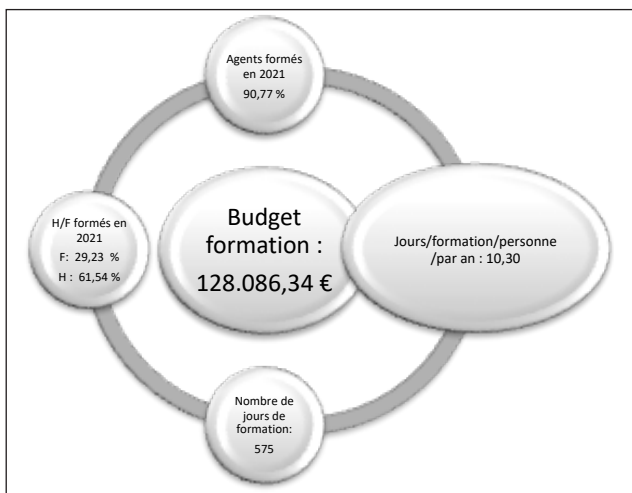 Agents formés
en 2021
90,77 %
H/F formés en
2021
F: 29,23 %
H : 61,54 %
Budget
formation :
128.086,34 €
Jours/formation/personne
/par an : 10,30
Nombre de
jours de
formation:
575